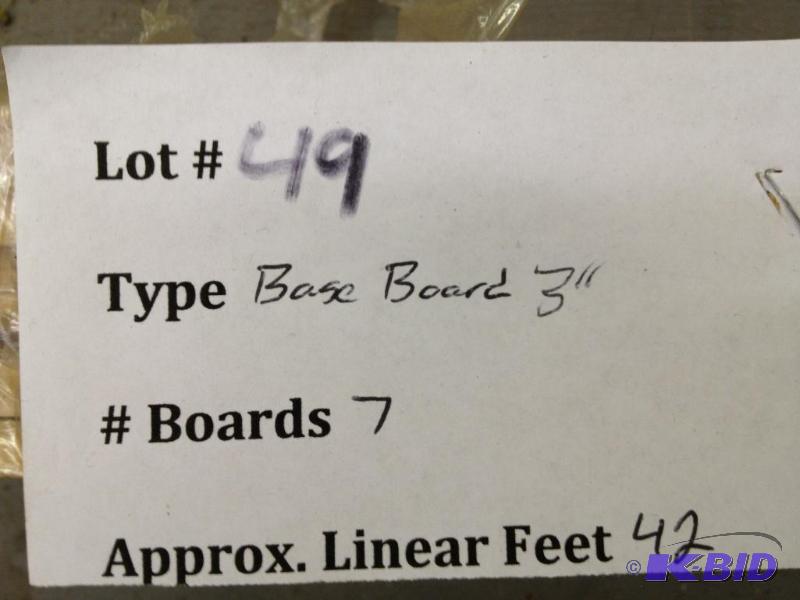 Lot # 49
Type Base Board 3"
# Boards 7
Approx. Linear Feet 42
© K-BID